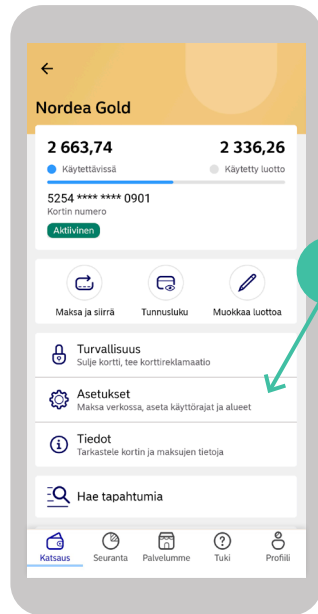 Nordea Gold
2 663,74 2 336,26
Käytettävissä Käytetty luotto
5254 **** **** 0901
Kortin numero
Aktiivinen
Maksa ja siirrä Tunnusluku Muokkaa luottoa
Turvallisuus
Sulje kortti, tee korttireklamaatio
Asetukset
Maksa verkossa, aseta käyttörajat ja alueet
Tiedot
Tarkastele kortin ja maksujen tietoja
Hae tapahtumia
Katsaus Seuranta Palvelumme Tuki Profiili